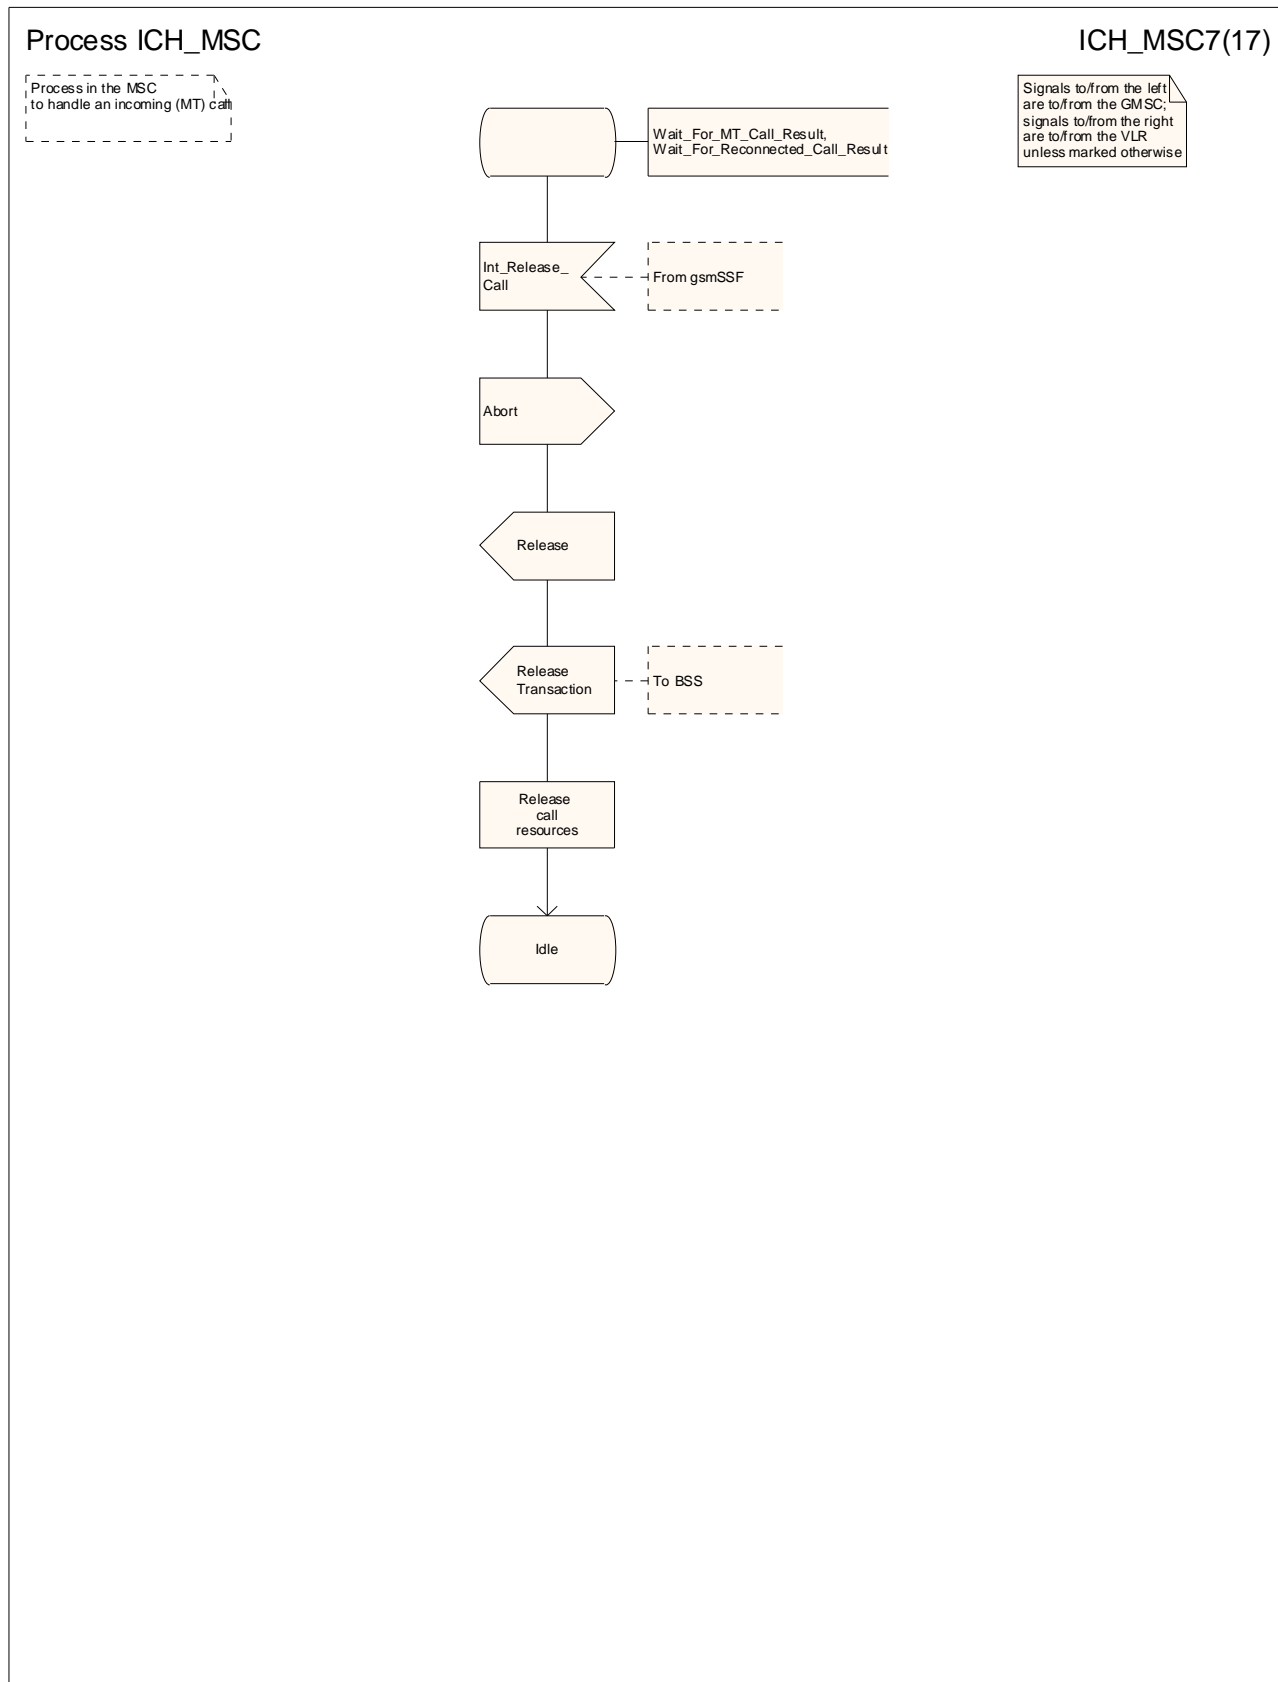 Process ICH_MSC
ICH_MSC7(17)
Process in the MSC
to handle an incoming (MT) call
Signals to/from the left
are to/from the GMSC;
signals to/from the right
are to/from the VLR
unless marked otherwise
Wait_For_MT_Call_Result,
Wait_For_Reconnected_Call_Result
Int_Release_
Call
From gsmSSF
Abort
Release
Release
Transaction
To BSS
Release
call
resources
Idle